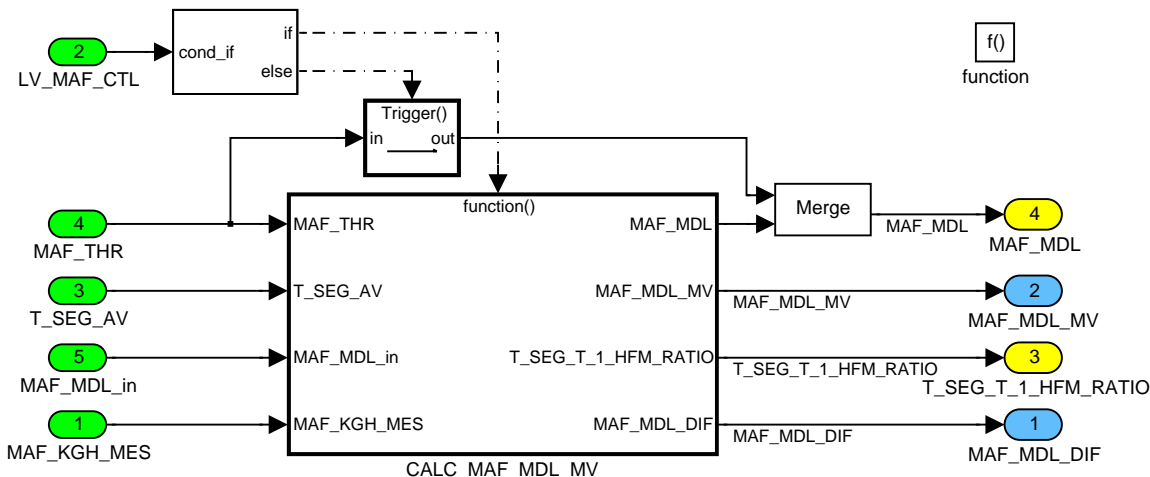 2
LV_MAF_CTL
cond_if
if
else
f()
function
Trigger()
in
out
function()
4
MAF_THR
MAF_THR
MAF_MDL
Merge
MAF_MDL
4
MAF_MDL
3
T_SEG_AV
T_SEG_AV
MAF_MDL_MV
MAF_MDL_MV
2
MAF_MDL_MV
5
MAF_MDL_in
MAF_MDL_in
T_SEG_T_1_HFM_RATIO
T_SEG_T_1_HFM_RATIO
3
T_SEG_T_1_HFM_RATIO
1
MAF_KGH_MES
MAF_KGH_MES
MAF_MDL_DIF
MAF_MDL_DIF
1
MAF_MDL_DIF
CALC_MAF_MDL_MV